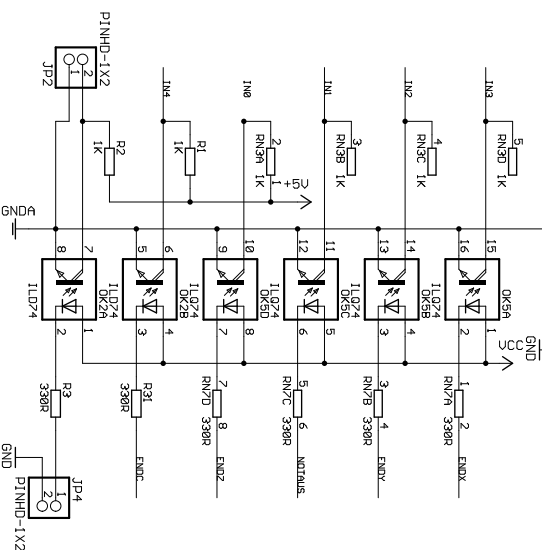 PINHD-1X2
JP2
1
2
IN4
IN0
IN1
IN2
IN3
R2
1K
R1
1K
2
RN3A
1K
1
3
RN3B
1K
4
RN3C
1K
5
RN3D
1K
+5V
GNDA
8
7
5
6
9
10
12
11
13
14
16
15
ILD74
OK2A
ILD74
OK2B
ILQ74
OK5D
ILQ74
OK5C
ILQ74
OK5B
OK5A
2
1
3
4
7
8
6
5
3
4
2
1
VCC
GND
R3
330R
R31
330R
7
RN7D
330R
8
5
RN7C
330R
6
3
RN7B
330R
4
1
RN7A
330R
2
ENDC
ENDZ
NOTAUS
ENDY
ENDX
GND
JP4
1
2
PINHD-1X2